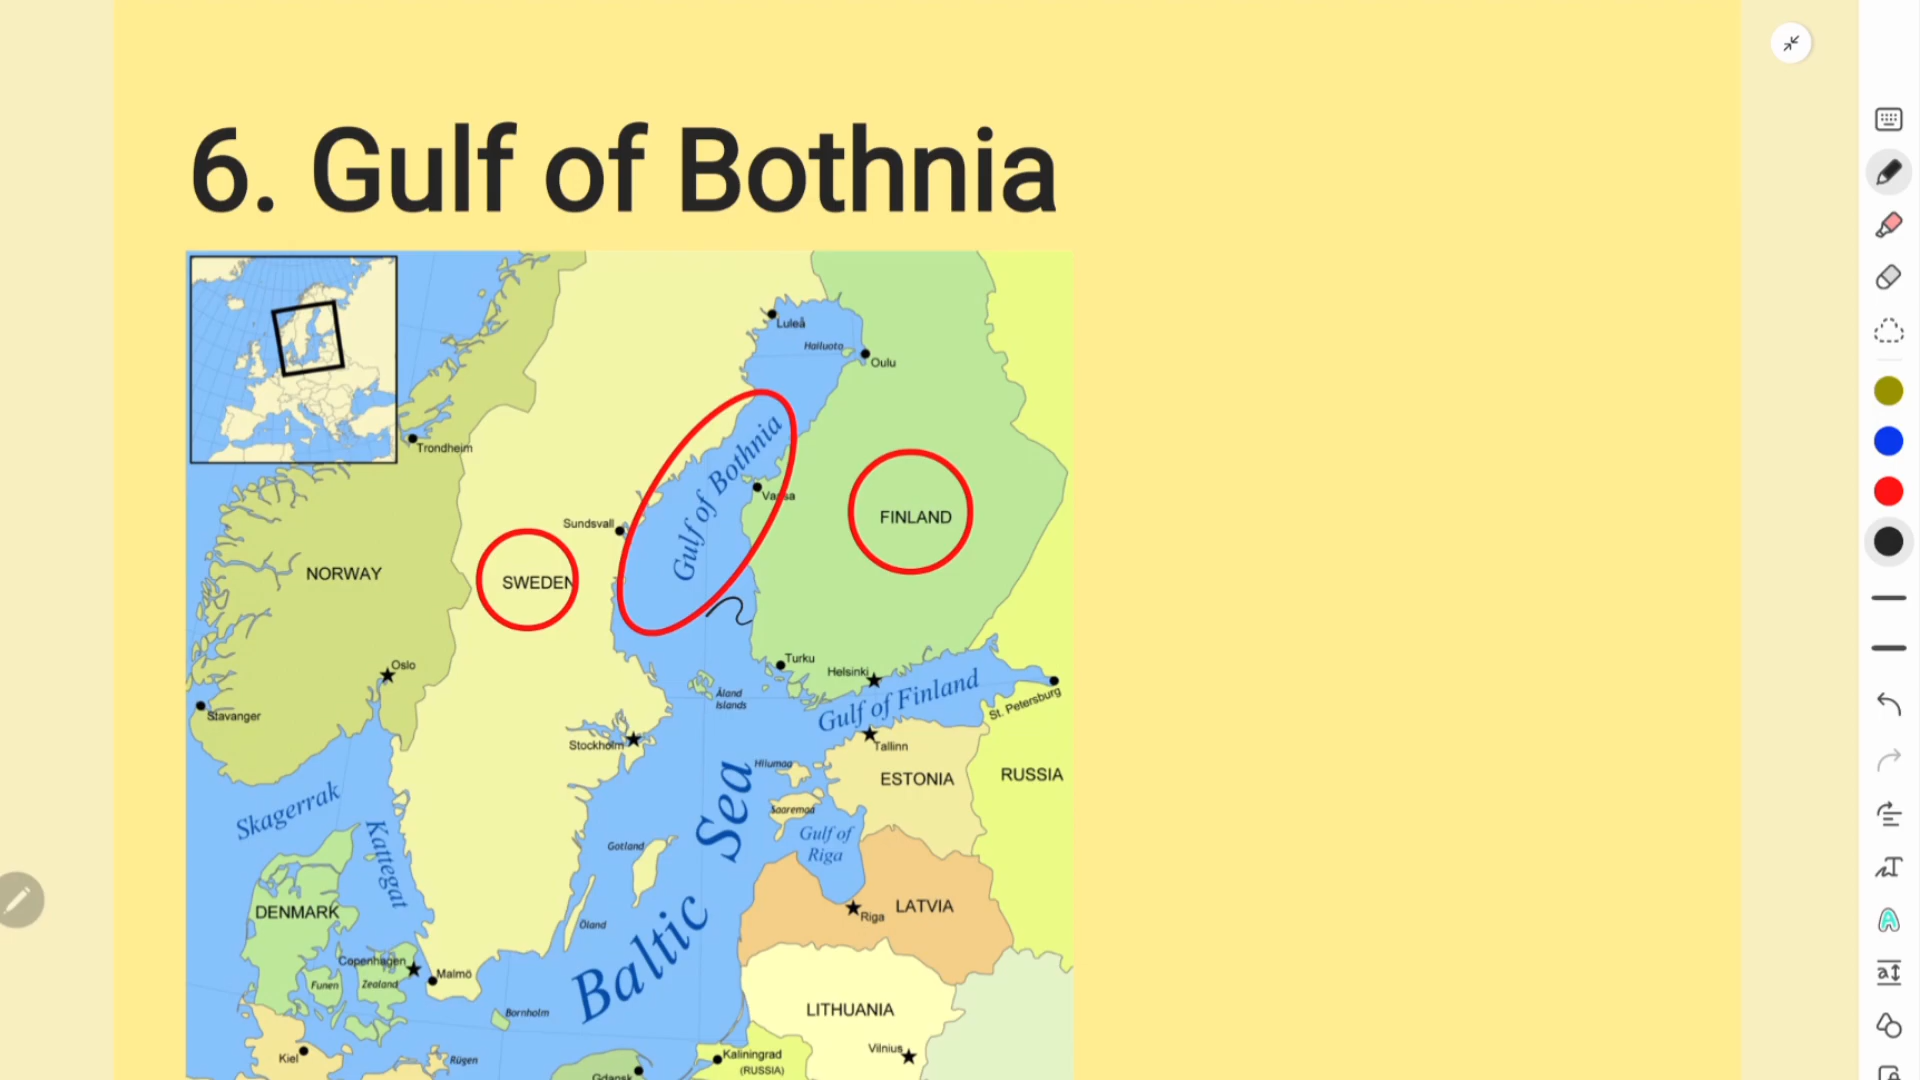 6. Gulf of Bothnia
Luleå
Hailuoto
Oulu
Trondheim
Gulf of Bothnia
Vaasa
Sundsvall
FINLAND
NORWAY
SWEDEN
Oslo
Turku
Helsinki
Åland
Islands
Gulf of Finland
St. Petersburg
Stavanger
Stockholm
Tallinn
Hiiumaa
ESTONIA
RUSSIA
Skagerrak
Kattegat
Saaremaa
Gulf of
Riga
Baltic Sea
Gotland
DENMARK
Öland
Riga
LATVIA
Copenhagen
Malmö
Funen
Zealand
Bornholm
LITHUANIA
Kiel
Rügen
Vilnius
Kaliningrad
(RUSSIA)
Gdansk